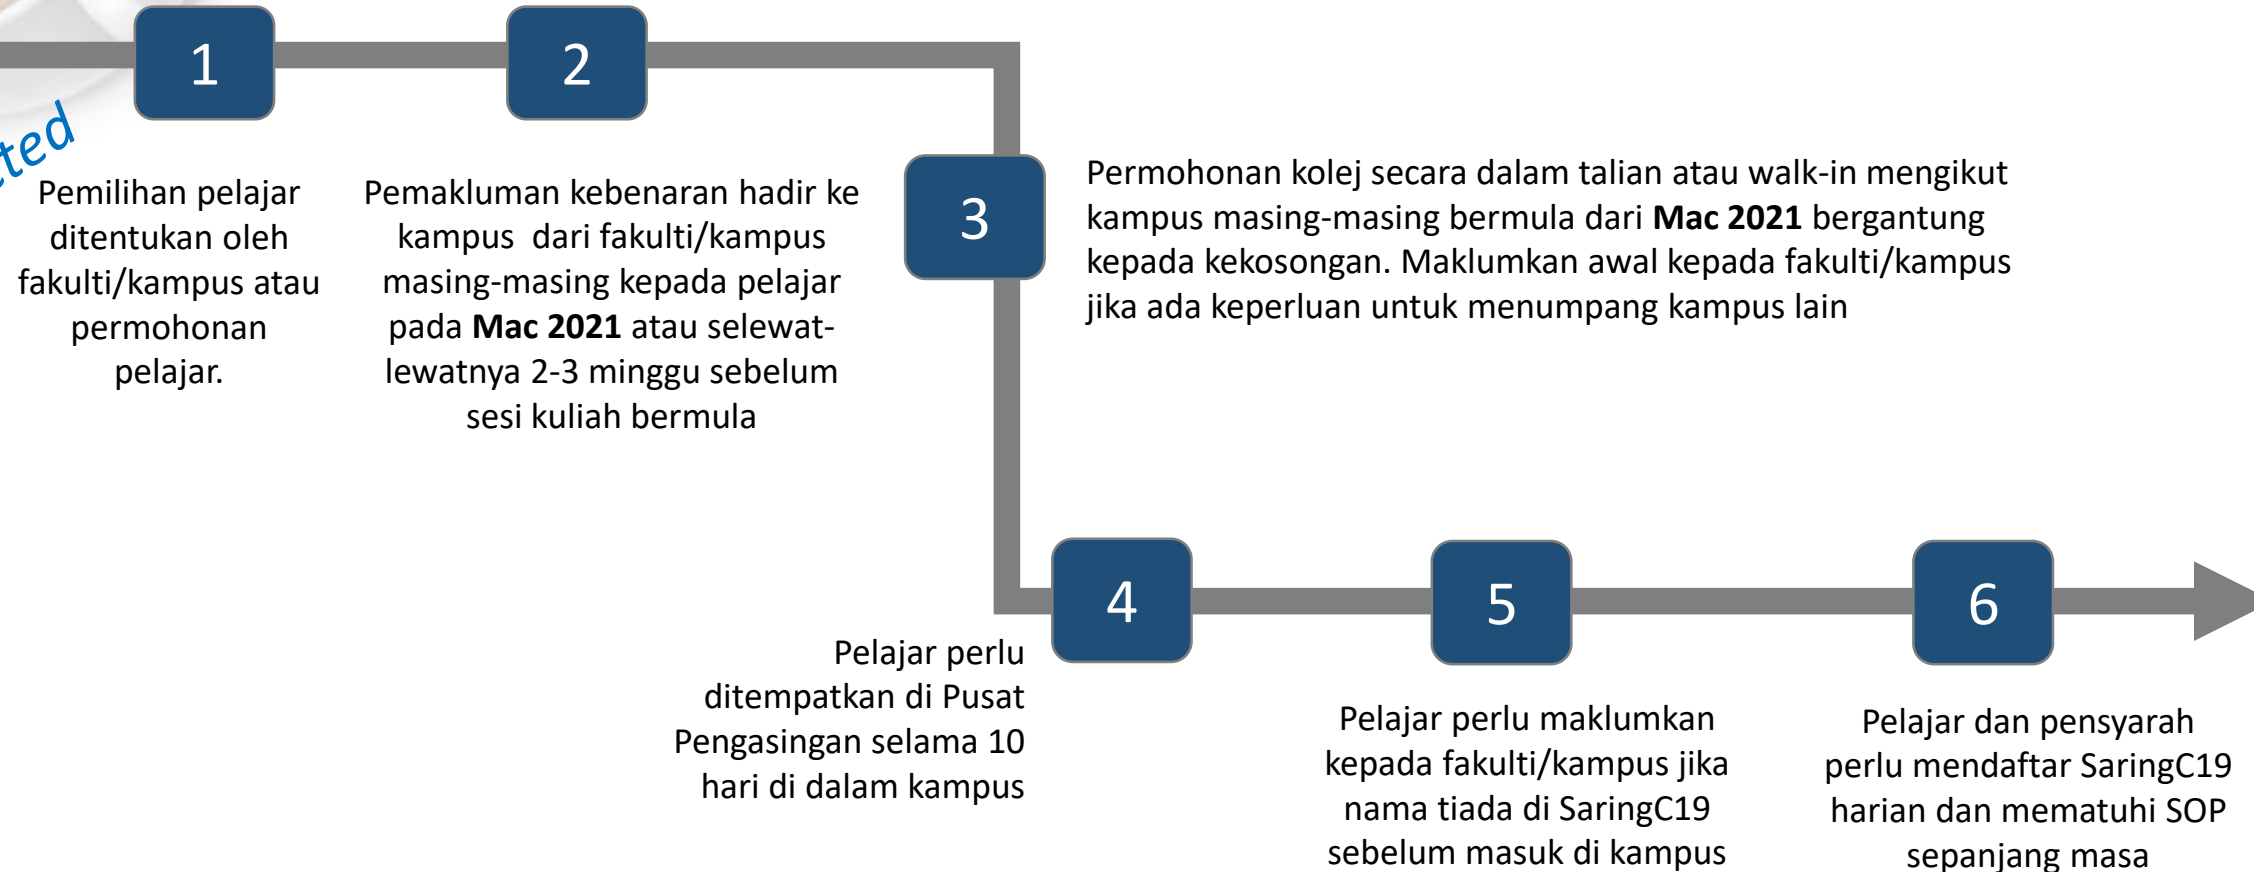 1
2
Pemilihan pelajar
ditentukan oleh
fakulti/kampus atau
permohonan
pelajar.
Pemakluman kebenaran hadir ke
kampus dari fakulti/kampus
masing-masing kepada pelajar
pada Mac 2021 atau selewat-
lewatnya 2-3 minggu sebelum
sesi kuliah bermula
3
Permohonan kolej secara dalam talian atau walk-in mengikut
kampus masing-masing bermula dari Mac 2021 bergantung
kepada kekosongan. Maklumkan awal kepada fakulti/kampus
jika ada keperluan untuk menumpang kampus lain
4
Pelajar perlu
ditempatkan di Pusat
Pengasingan selama 10
hari di dalam kampus
5
Pelajar perlu maklumkan
kepada fakulti/kampus jika
nama tiada di SaringC19
sebelum masuk di kampus
6
Pelajar dan pensyarah
perlu mendaftar SaringC19
harian dan mematuhi SOP
sepanjang masa